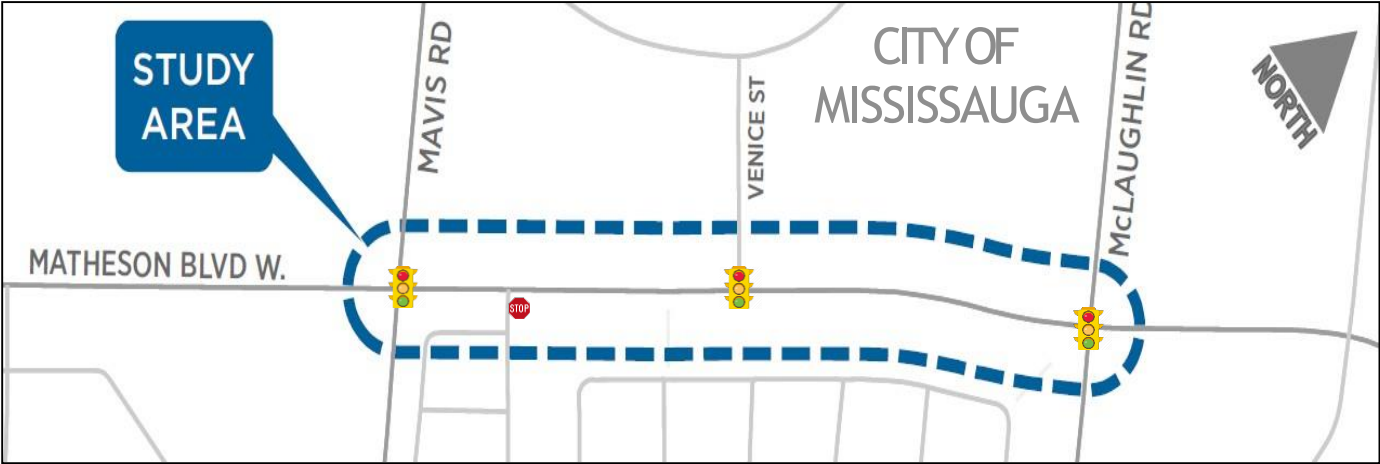 STUDY
AREA
MAVIS RD
VENICE ST
CITY OF
MISSISSAUGA
McLAUGHLIN RD
NORTH
MATHESON BLVD W.
STOP